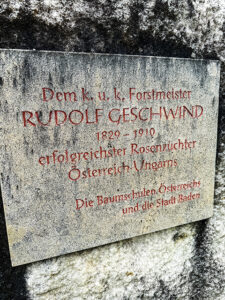 Dem k. u. k. Forstmeister
RUDOLF GESCHWIND
1829 - 1910
erfolgreichster Rosenzüchter
Österreich Ungarns
Die Baumschulen Österreichs
und die Stadt Baden